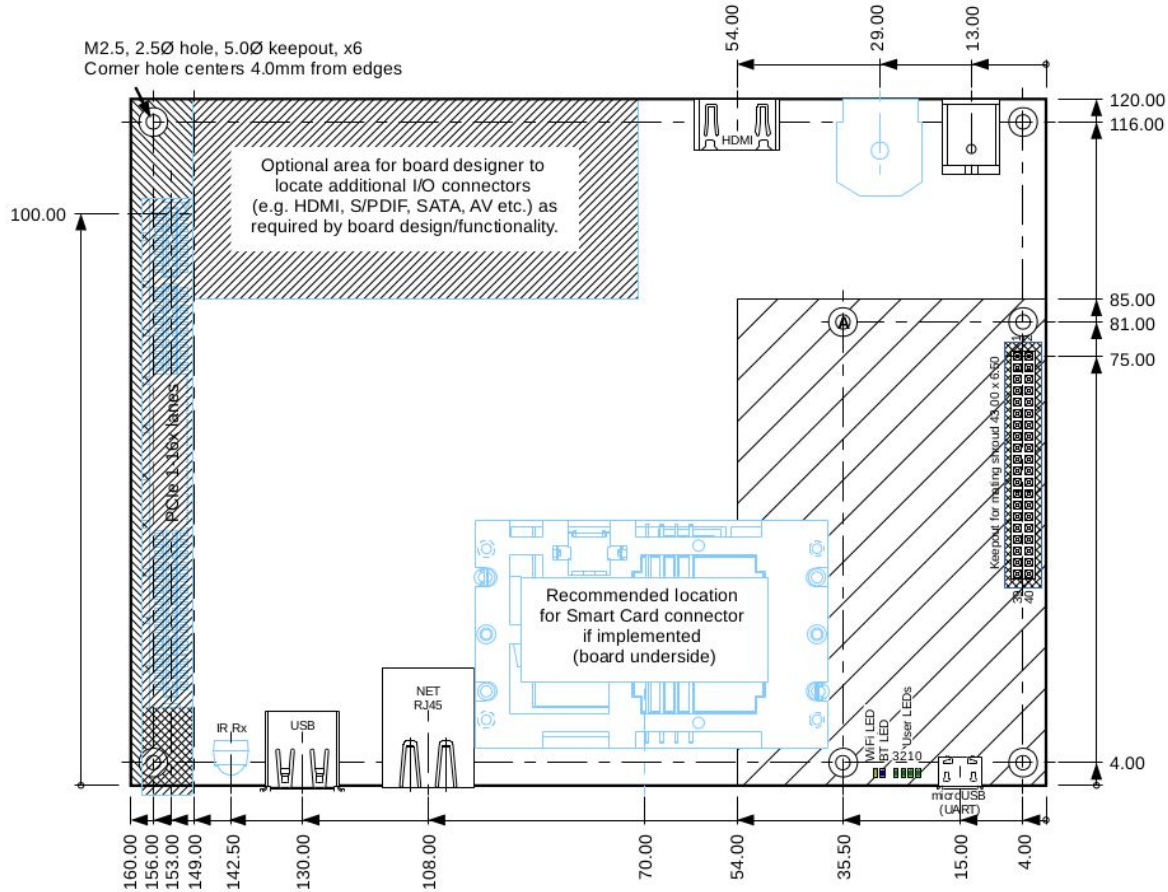 54.00
29.00
13.00
M2.5, 2.5Ø hole, 5.0Ø keepout, x6
Corner hole centers 4.0mm from edges
120.00
116.00
HDMI
Optional area for board designer to
locate additional I/O connectors
(e.g. HDMI, S/PDIF, SATA, AV etc.) as
required by board design/functionality.
100.00
85.00
81.00
75.00
A
1
2
PCIe 1 16x lanes
Keepout for mating shroud 43.00 x 6.50
39
40
Recommended location
for Smart Card connector
if implemented
(board underside)
NET
RJ45
IR Rx
USB
WiFi LED
BT LED
User LEDs
3210
4.00
microUSB
(UART)
160.00
156.00
153.00
149.00
142.50
130.00
108.00
70.00
54.00
35.50
15.00
4.00